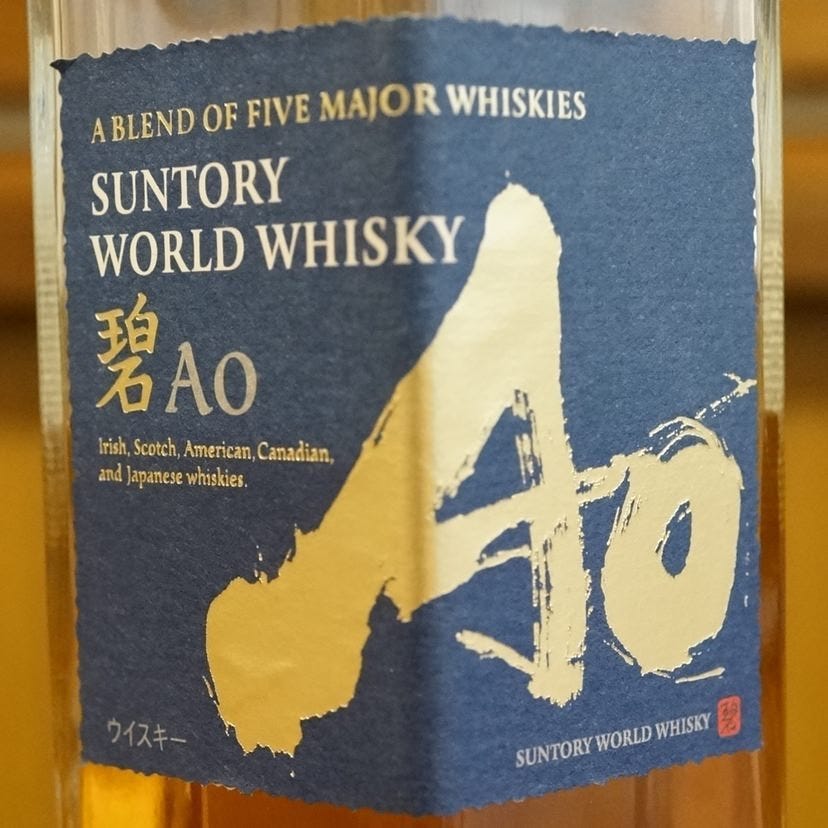 A BLEND OF FIVE MAJOR WHISKIES
SUNTORY
WORLD WHISKY
碧 AO
Irish, Scotch, American, Canadian,
and Japanese whiskies.
Ao
ウイスキー
SUNTORY WORLD WHISKY 碧